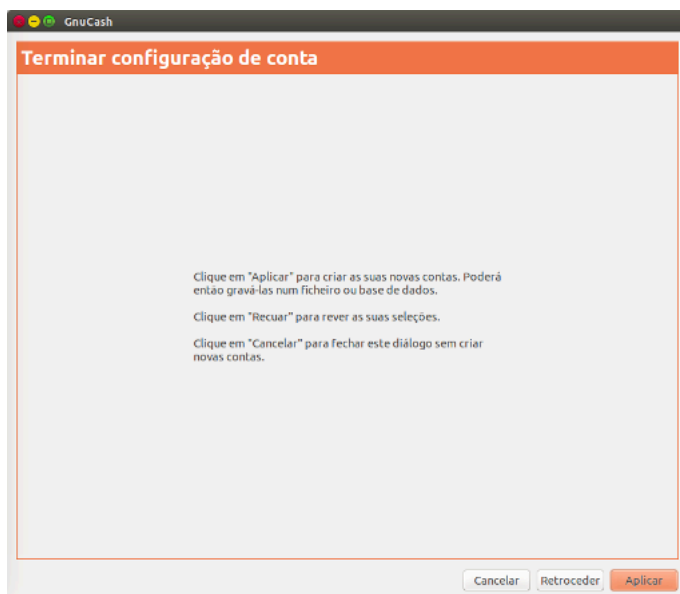 GnuCash
Terminar configuração de conta
Clique em "Aplicar" para criar as suas novas contas. Poderá
então gravá-las num ficheiro ou base de dados.
Clique em "Recuar" para rever as suas seleções.
Clique em "Cancelar" para fechar este diálogo sem criar
novas contas.
Cancelar
Retroceder
Aplicar